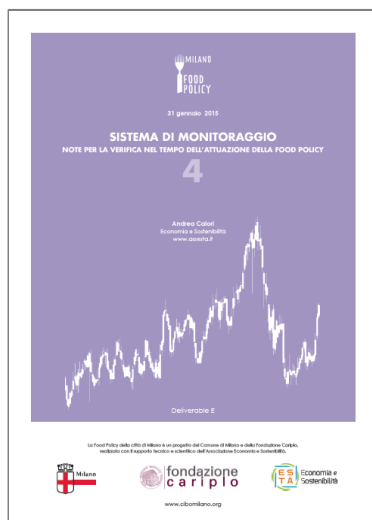 MILANO
FOOD
POLICY
31 gennaio 2015
SISTEMA DI MONITORAGGIO
NOTE PER LA VERIFICA NEL TEMPO DELL'ATTUAZIONE DELLA FOOD POLICY
4
Andrea Calori
Economia e Sostenibilità
www.assesta.it
Deliverable E
La Food Policy della città di Milano è un progetto del Comune di Milano e della Fondazione Cariplo,
realizzato con il supporto tecnico e scientifico dell'Associazione Economia e Sostenibilità.
Milano
fondazione
cariplo
ES
TÀ
Economia e
Sostenibilità
www.cibomilano.org